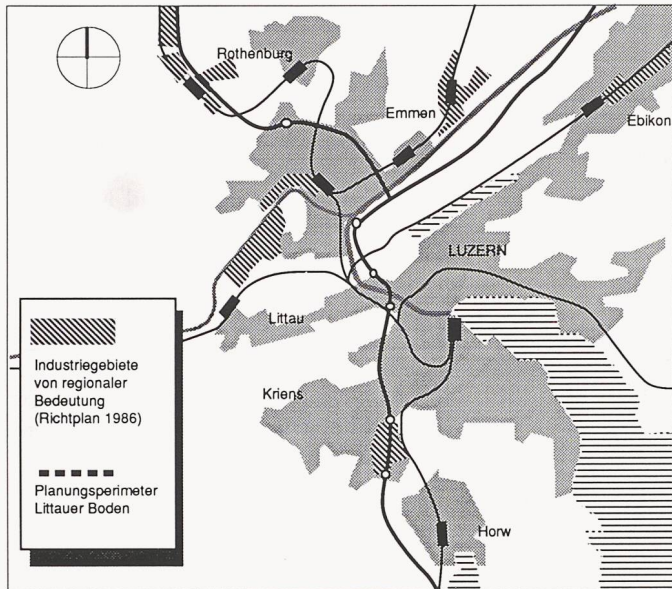 Rothenburg
Emmen
Ebikon
LUZERN
Littau
Kriens
Horw
Industriegebiete
von regionaler
Bedeutung
(Richtplan 1986)
Planungsperimeter
Littauer Boden